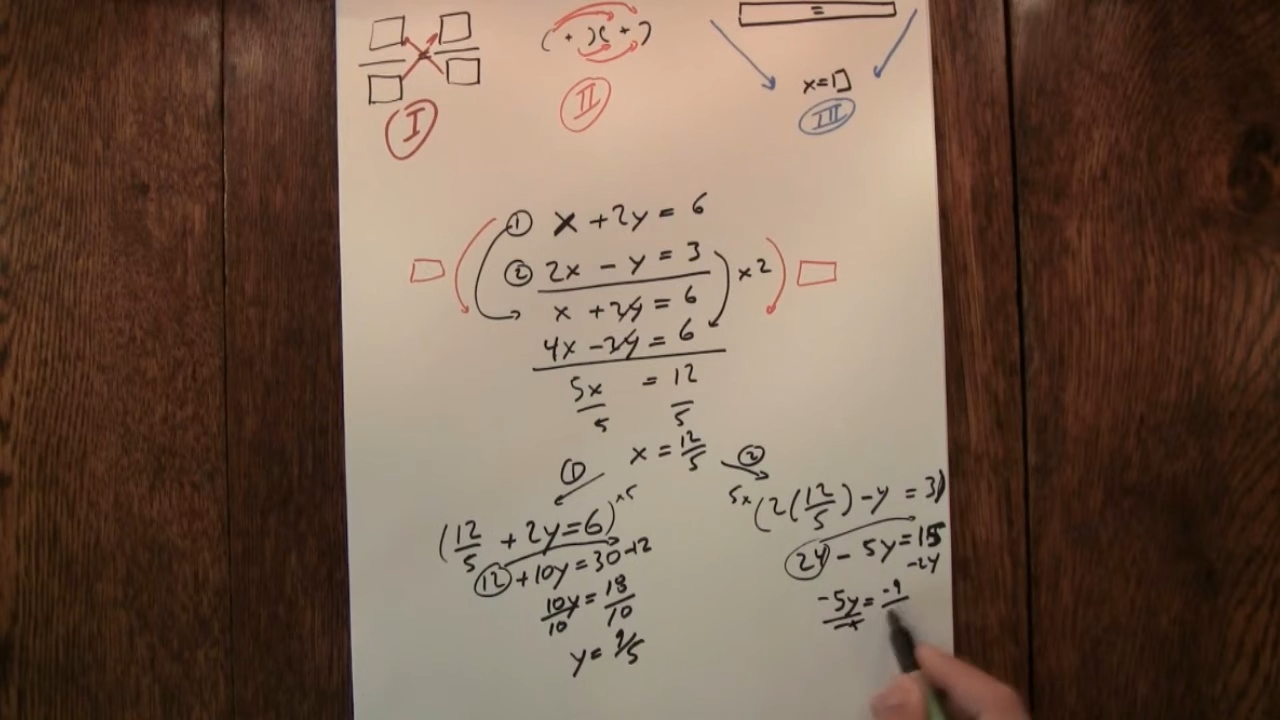 □/□ = □/□
( + )( + )
=
x=□
I
II
III
① x + 2y = 6
② 2x - y = 3
x 2
x + 2y = 6
4x - 2y = 6
5x = 12
5 5
x = 12/5
① ②
(12/5 + 2y = 6) x5
5x (2(12/5) - y = 3)
12 + 10y = 30 -12
24 - 5y = 15
-24
10y/10 = 18/10
-5y = -9
y = 9/5